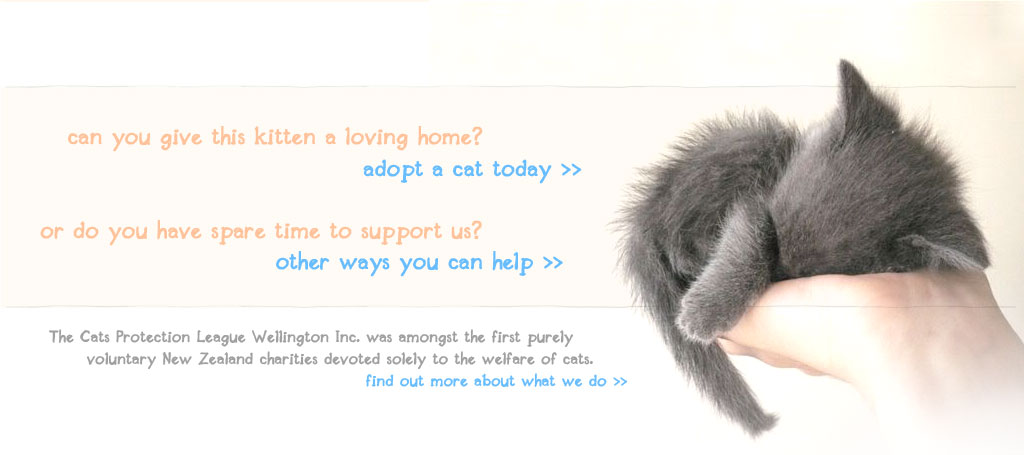 can you give this kitten a loving home?
adopt a cat today >>
or do you have spare time to support us?
other ways you can help >>
The Cats Protection League Wellington Inc. was amongst the first purely
voluntary New Zealand charities devoted solely to the welfare of cats.
find out more about what we do >>